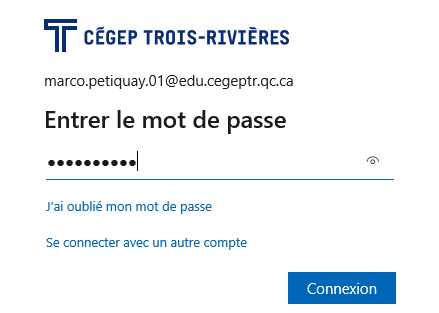 CÉGEP TROIS-RIVIÈRES
marco.petiquay.01@edu.cegeptr.qc.ca
Entrer le mot de passe
••••••••••
J'ai oublié mon mot de passe
Se connecter avec un autre compte
Connexion